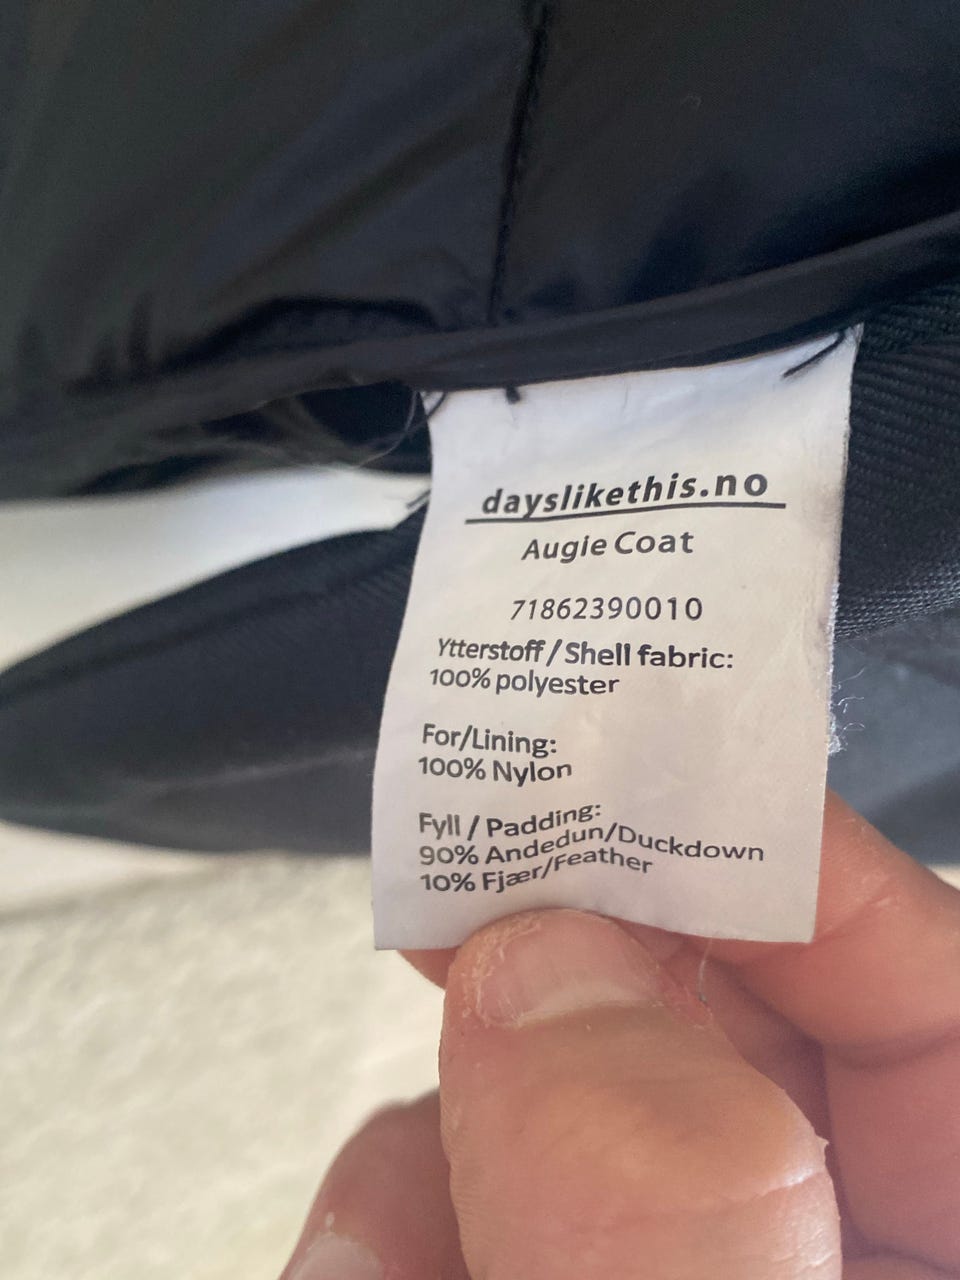 dayslikethis.no
Augie Coat
71862390010
Ytterstoff / Shell fabric:
100% polyester
For/Lining:
100% Nylon
Fyll / Padding:
90% Andedun/Duckdown
10% Fjær/Feather